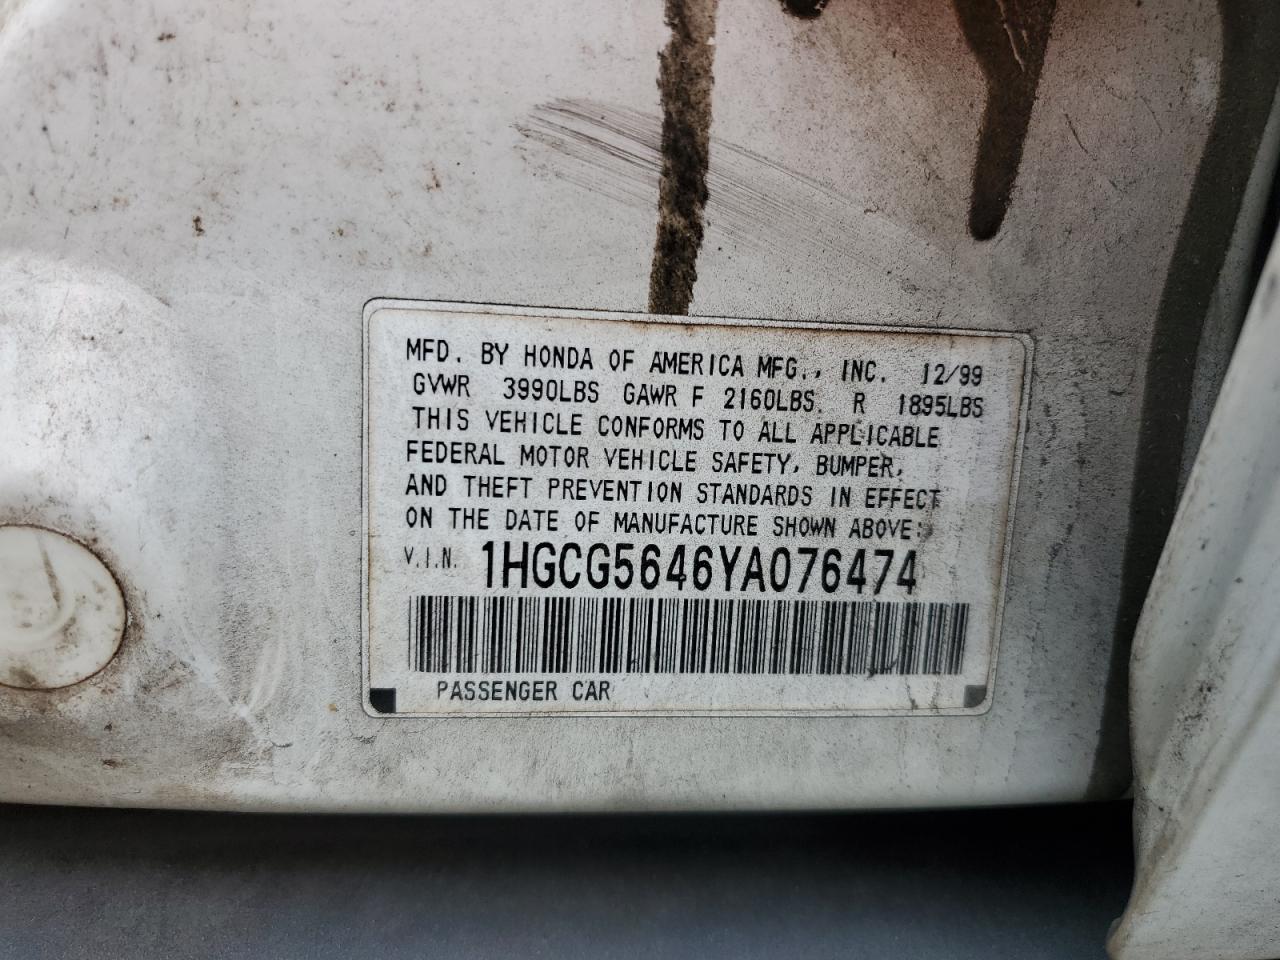 MFD. BY HONDA OF AMERICA MFG., INC. 12/99
GVWR 3990LBS GAWR F 2160LBS. R 1895LBS
THIS VEHICLE CONFORMS TO ALL APPLICABLE
FEDERAL MOTOR VEHICLE SAFETY, BUMPER,
AND THEFT PREVENTION STANDARDS IN EFFECT
ON THE DATE OF MANUFACTURE SHOWN ABOVE:
V.I.N. 1HGCG5646YA076474
PASSENGER CAR